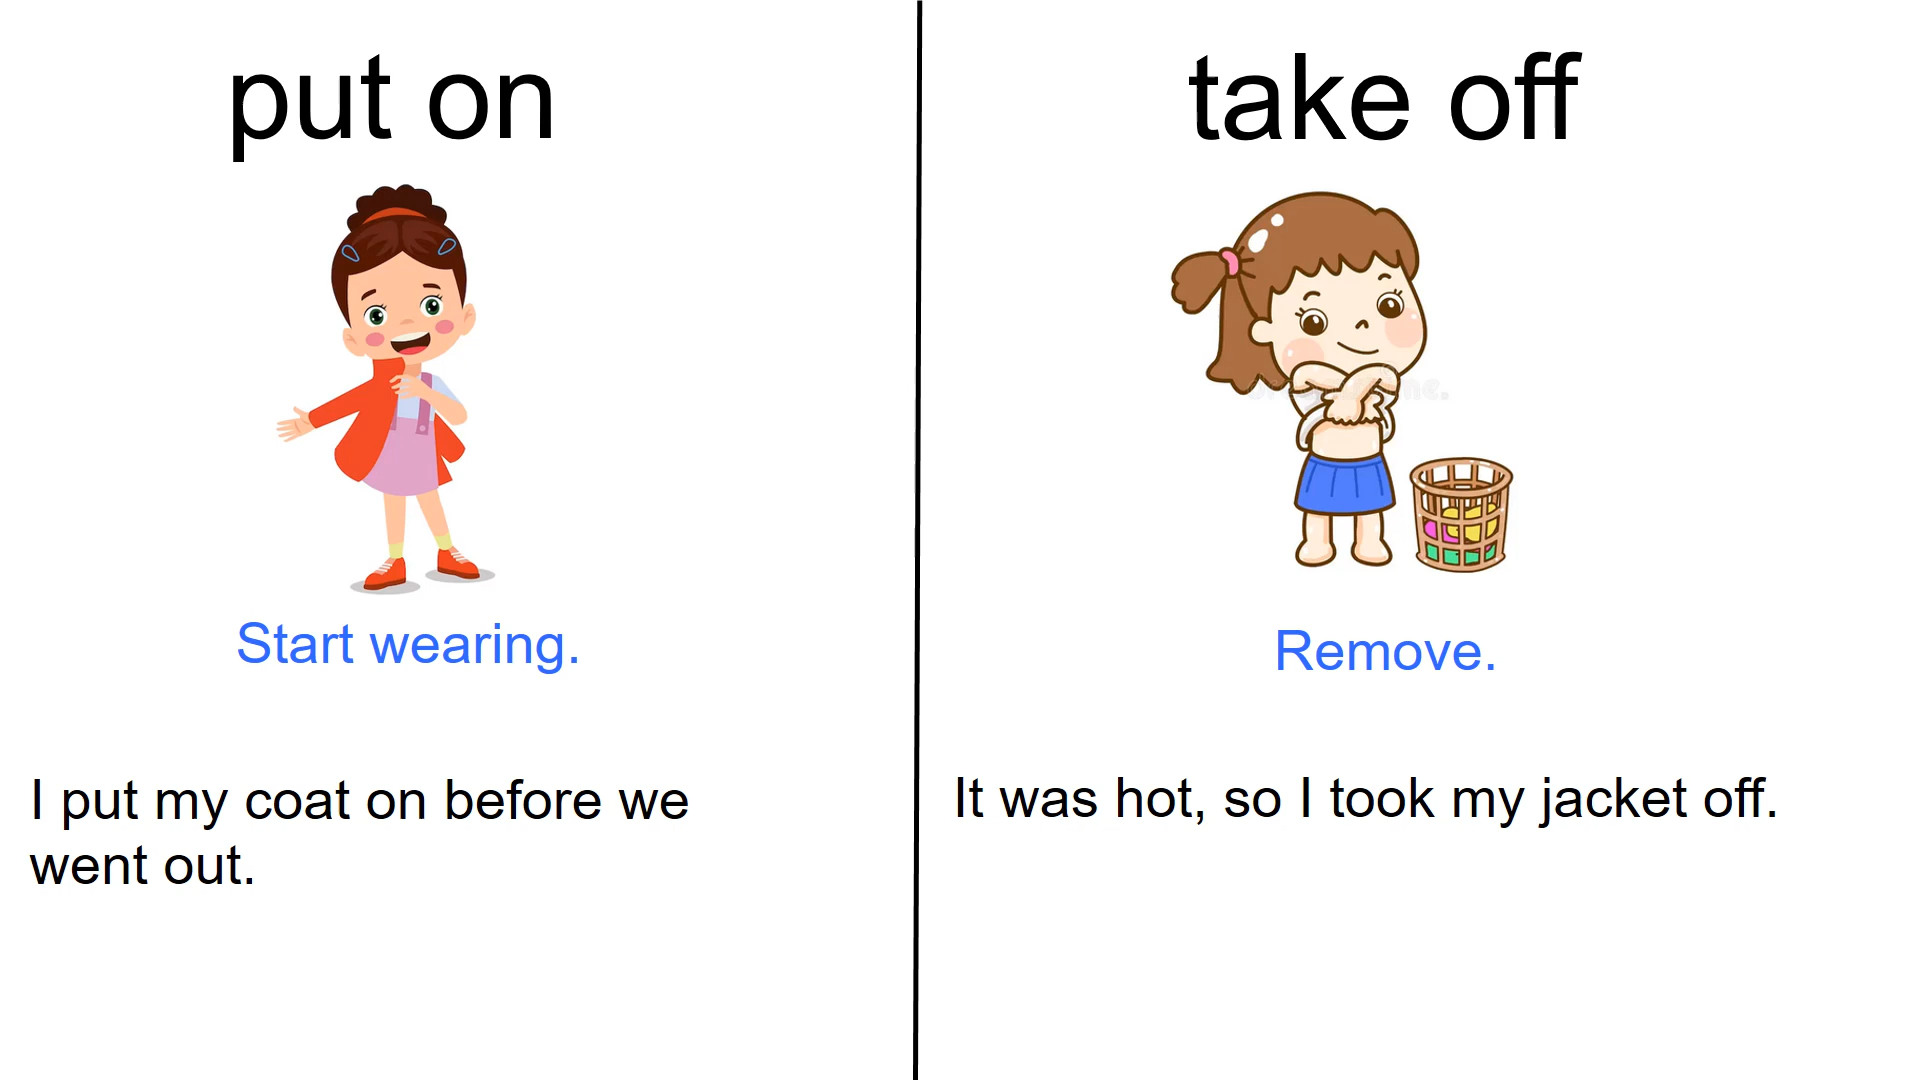 put on
Start wearing.
I put my coat on before we
went out.
take off
Remove.
It was hot, so I took my jacket off.